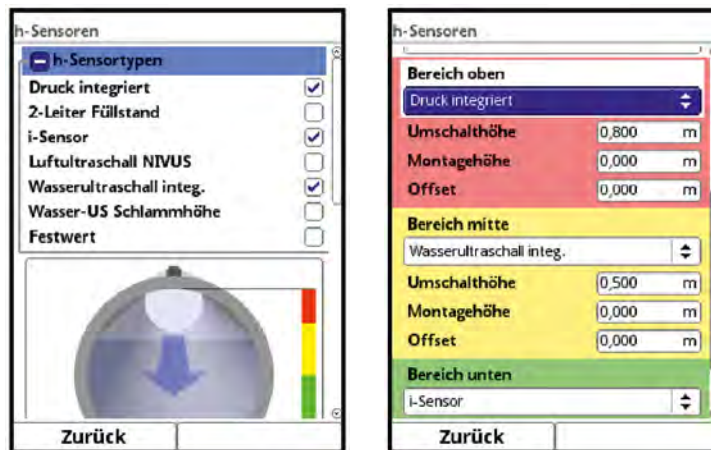 h-Sensoren
h-Sensortypen
Druck integriert
2-Leiter Füllstand
i-Sensor
Luftultraschall NIVUS
Wasserultraschall integ.
Wasser-US Schlammhöhe
Festwert
Zurück
h-Sensoren
Bereich oben
Druck integriert
Umschalthöhe 0,800 m
Montagehöhe 0,000 m
Offset 0,000 m
Bereich mitte
Wasserultraschall integ.
Umschalthöhe 0,500 m
Montagehöhe 0,000 m
Offset 0,000 m
Bereich unten
i-Sensor
Zurück